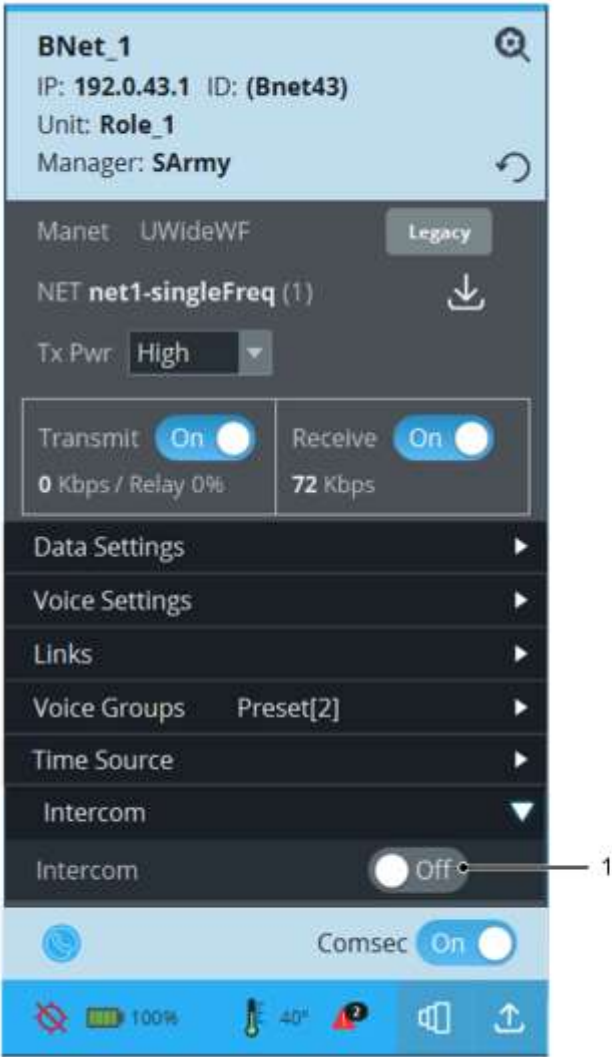 BNet_1
IP: 192.0.43.1 ID: (Bnet43)
Unit: Role_1
Manager: SArmy
Manet UWideWF Legacy
NET net1-singleFreq (1)
Tx Pwr High
Transmit On Receive On
0 Kbps / Relay 0% 72 Kbps
Data Settings
Voice Settings
Links
Voice Groups Preset[2]
Time Source
Intercom
Intercom Off 1
Comsec On
100% 40° 2